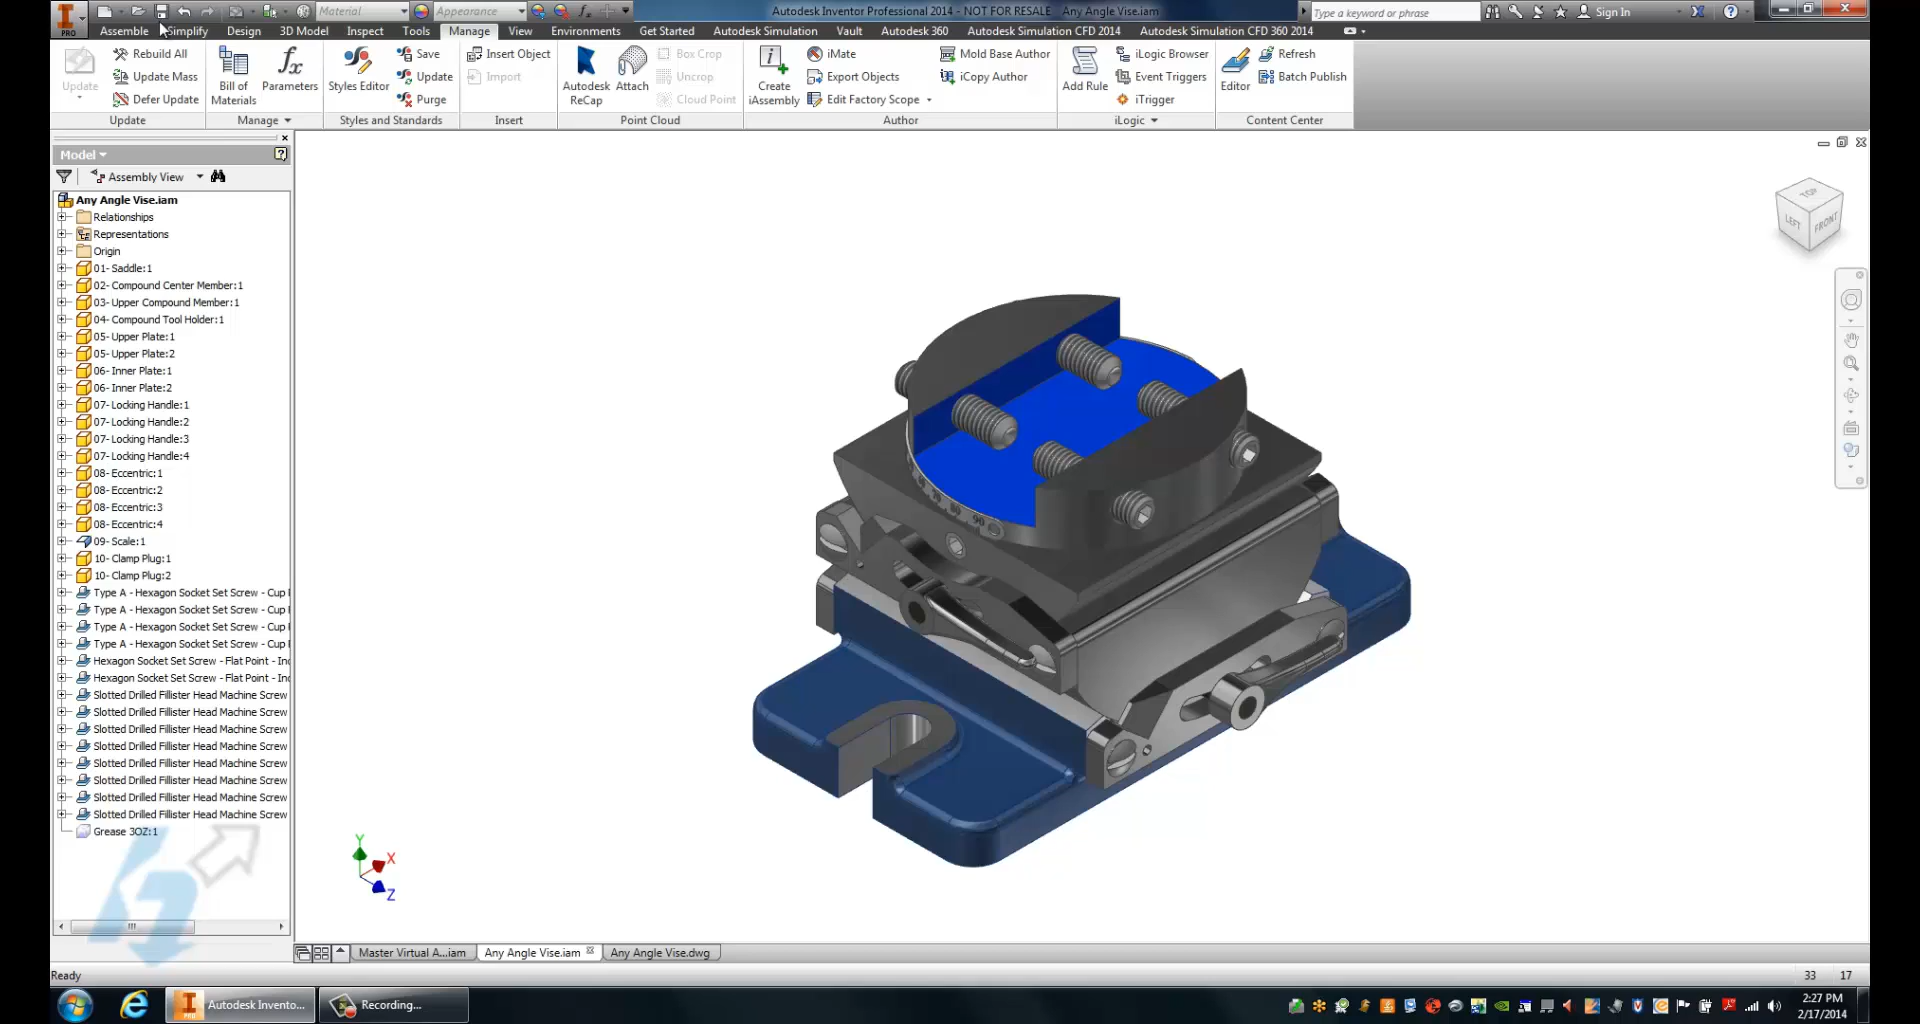 Material
Appearance
Autodesk Inventor Professional 2014 - NOT FOR RESALE Any Angle Vise.iam
Type a keyword or phrase
Sign In
PRO
Assemble Simplify Design 3D Model Inspect Tools Manage View Environments Get Started Autodesk Simulation Vault Autodesk 360 Autodesk Simulation CFD 2014 Autodesk Simulation CFD 360 2014
Update
Rebuild All
Update Mass
Defer Update
Update
Bill of
Materials
Parameters
Manage
Styles Editor
Save
Update
Purge
Styles and Standards
Insert Object
Import
Insert
Autodesk
ReCap
Attach
Box Crop
Uncrop
Cloud Point
Point Cloud
Create
iAssembly
iMate
Export Objects
Edit Factory Scope
Mold Base Author
iCopy Author
Author
Add Rule
iLogic Browser
Event Triggers
iTrigger
iLogic
Editor
Refresh
Batch Publish
Content Center
Model
Assembly View
Any Angle Vise.iam
Relationships
Representations
Origin
01- Saddle:1
02- Compound Center Member:1
03- Upper Compound Member:1
04- Compound Tool Holder:1
05- Upper Plate:1
05- Upper Plate:2
06- Inner Plate:1
06- Inner Plate:2
07- Locking Handle:1
07- Locking Handle:2
07- Locking Handle:3
07- Locking Handle:4
08- Eccentric:1
08- Eccentric:2
08- Eccentric:3
08- Eccentric:4
09- Scale:1
10- Clamp Plug:1
10- Clamp Plug:2
Type A - Hexagon Socket Set Screw - Cup
Type A - Hexagon Socket Set Screw - Cup
Type A - Hexagon Socket Set Screw - Cup
Type A - Hexagon Socket Set Screw - Cup
Hexagon Socket Set Screw - Flat Point - Inc
Hexagon Socket Set Screw - Flat Point - Inc
Slotted Drilled Fillister Head Machine Screw
Slotted Drilled Fillister Head Machine Screw
Slotted Drilled Fillister Head Machine Screw
Slotted Drilled Fillister Head Machine Screw
Slotted Drilled Fillister Head Machine Screw
Slotted Drilled Fillister Head Machine Screw
Slotted Drilled Fillister Head Machine Screw
Slotted Drilled Fillister Head Machine Screw
Grease 3OZ:1
TOP
LEFT
FRONT
80
90
Y
X
Z
Master Virtual A...iam
Any Angle Vise.iam
Any Angle Vise.dwg
Ready
33 17
PRO
Autodesk Invento...
Recording...
2:27 PM
2/17/2014